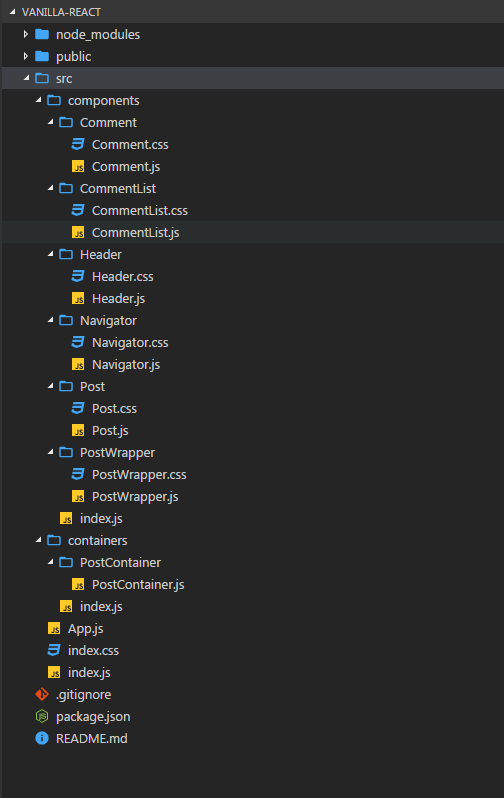 VANILLA-REACT
node_modules
public
src
components
Comment
Comment.css
JS Comment.js
CommentList
CommentList.css
JS CommentList.js
Header
Header.css
JS Header.js
Navigator
Navigator.css
JS Navigator.js
Post
Post.css
JS Post.js
PostWrapper
PostWrapper.css
JS PostWrapper.js
JS index.js
containers
PostContainer
JS PostContainer.js
JS index.js
JS App.js
index.css
JS index.js
.gitignore
JS package.json
README.md